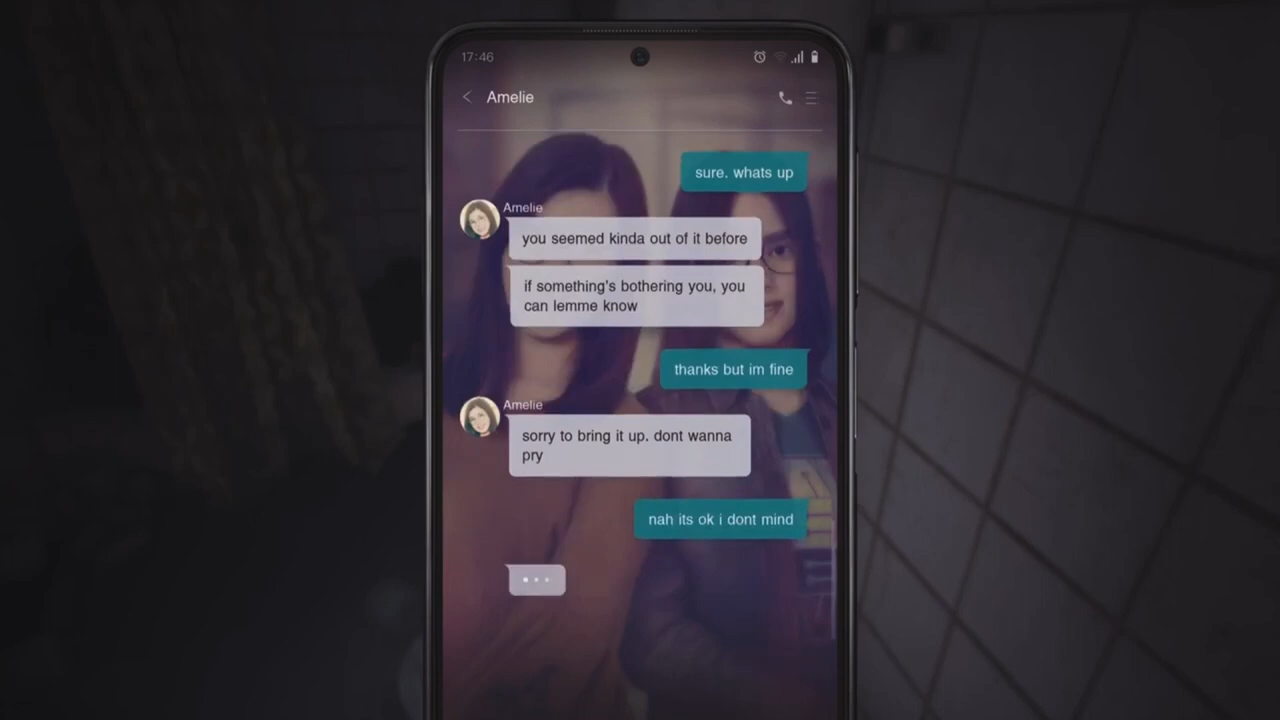 17:46
Amelie
sure. whats up
Amelie
you seemed kinda out of it before
if something's bothering you, you
can lemme know
thanks but im fine
Amelie
sorry to bring it up. dont wanna
pry
nah its ok i dont mind